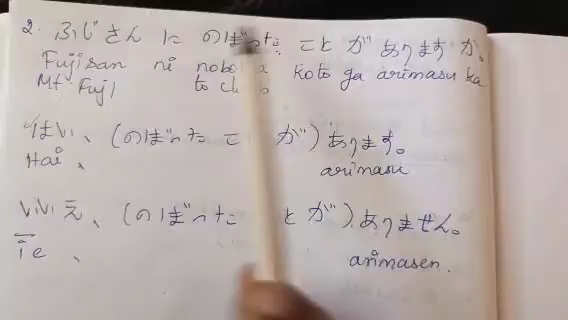 2. ふじさん に のぼった ことが ありますか。
Fujisan ni nobo a koto ga arimasu ka
Mt. Fuji to c b
はい、(のぼった こ が) あります。
Hai, arimasu
いいえ、(のぼった とが) ありません。
ie, arimasen.